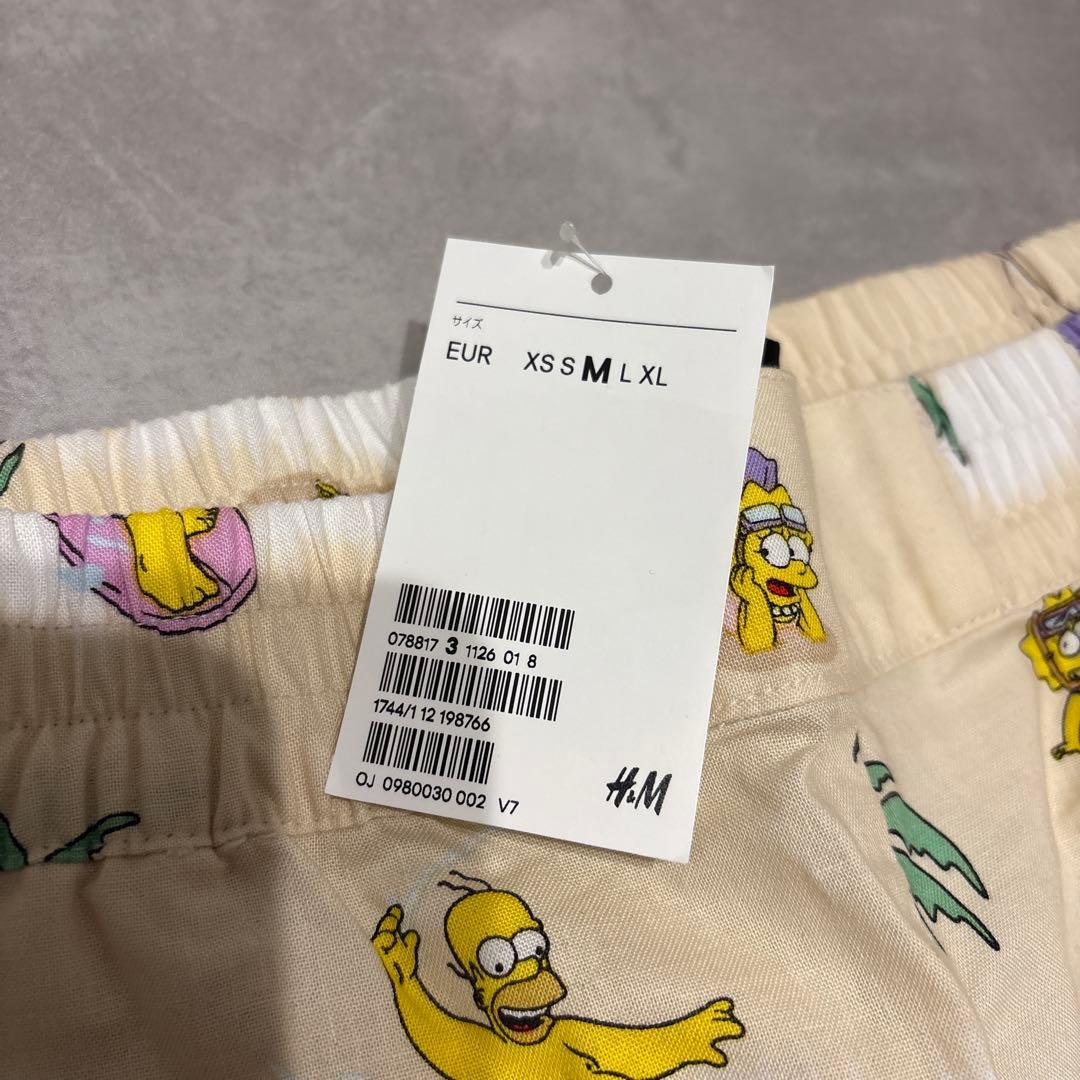 サイズ
EUR XS S M L XL
078817 3 1126 01 8
1744/1 12 198766
OJ 0980030 002 V7
H&M